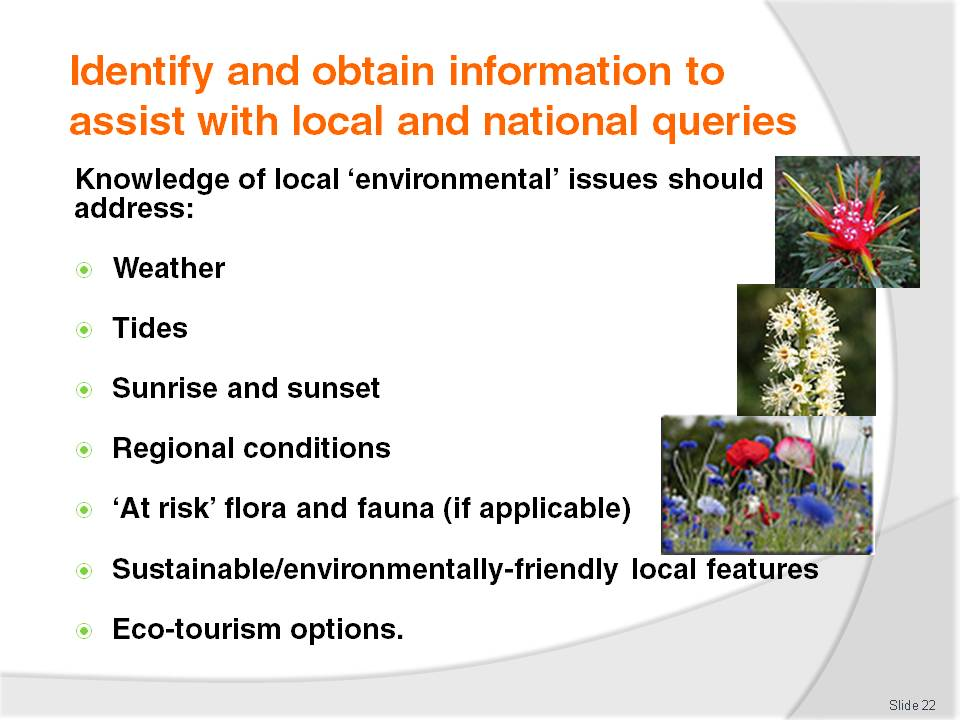 Identify and obtain information to
assist with local and national queries
Knowledge of local ‘environmental’ issues should
address:
Weather
Tides
Sunrise and sunset
Regional conditions
‘At risk’ flora and fauna (if applicable)
Sustainable/environmentally-friendly local features
Eco-tourism options.
Slide 22